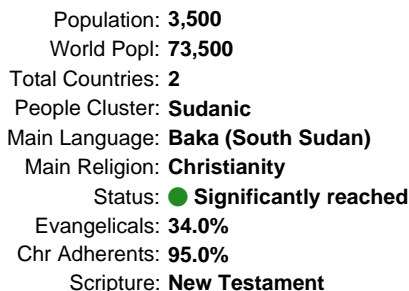 Population: 3,500
World Popl: 73,500
Total Countries: 2
People Cluster: Sudanic
Main Language: Baka (South Sudan)
Main Religion: Christianity
Status: Significantly reached
Evangelicals: 34.0%
Chr Adherents: 95.0%
Scripture: New Testament